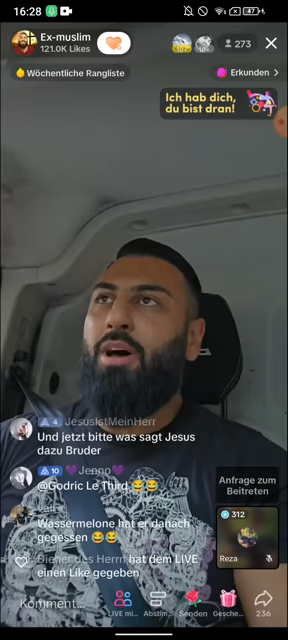 16:28
47
Ex-muslim
121.0K Likes
273
Wöchentliche Rangliste
Erkunden >
Ich hab dich,
du bist dran!
4 JesusIstMeinHerr
Und jetzt bitte was sagt Jesus
dazu Bruder
10 Jenno
@Godric Le Third 😂😂
Wassermelone hat er danach
gegessen 😂😂
Diener des Herrn hat dem LIVE
einen Like gegeben
Anfrage zum
Beitreten
312
Reza
Komment...
LIVE mi...
Abstim...
Senden
Gesche...
236